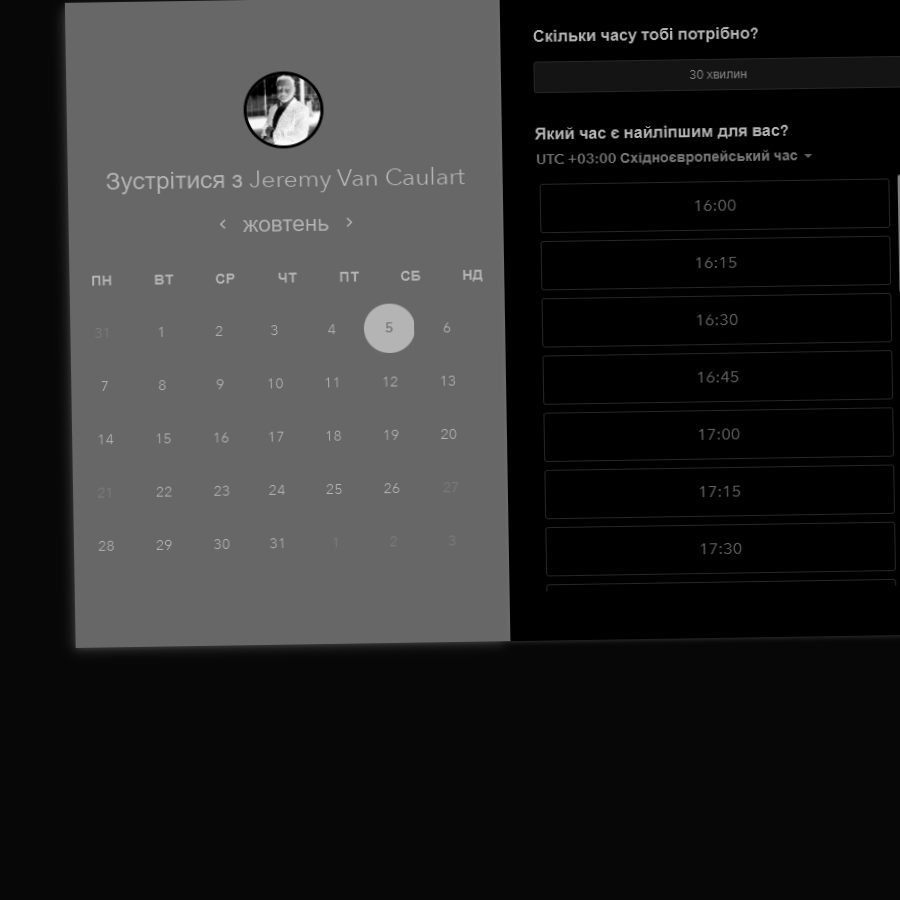 Зустрітися з Jeremy Van Caulart
жовтень
ПН ВТ СР ЧТ ПТ СБ НД
31 1 2 3 4 5 6
7 8 9 10 11 12 13
14 15 16 17 18 19 20
21 22 23 24 25 26 27
28 29 30 31 1 2 3
Скільки часу тобі потрібно?
30 хвилин
Який час є найліпшим для вас?
UTC +03:00 Східноєвропейський час
16:00
16:15
16:30
16:45
17:00
17:15
17:30